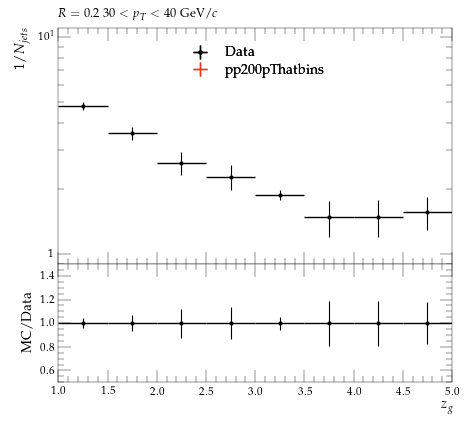 R = 0.2 30 < p_T < 40 GeV/c
1/N_jets
10¹
1
Data
pp200pThatbins
MC/Data
1.4
1.2
1.0
0.8
0.6
1.0 1.5 2.0 2.5 3.0 3.5 4.0 4.5 5.0
z_g